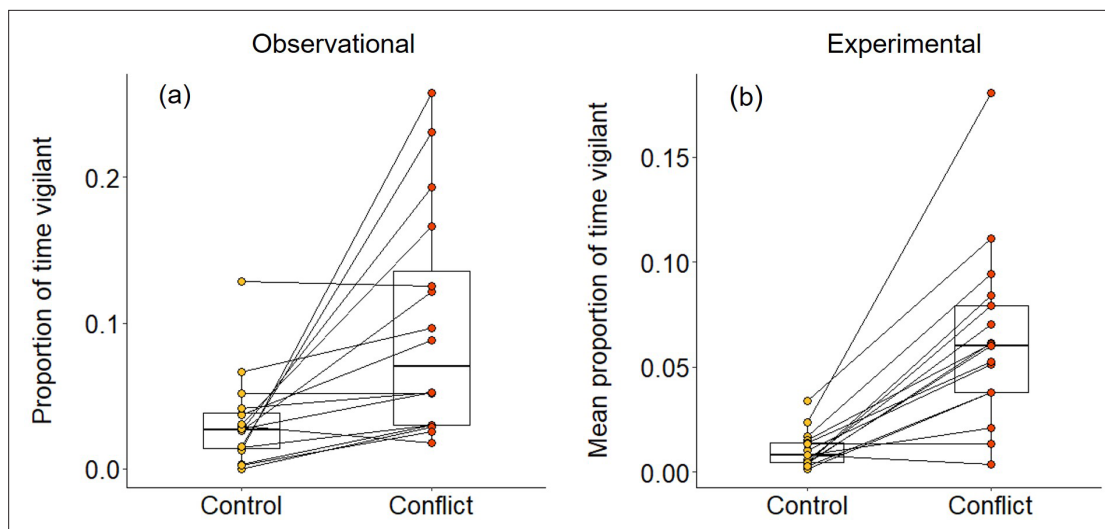 Observational
(a)
Proportion of time vigilant
0.2
0.1
0.0
Control
Conflict
Experimental
(b)
Mean proportion of time vigilant
0.15
0.10
0.05
0.00
Control
Conflict